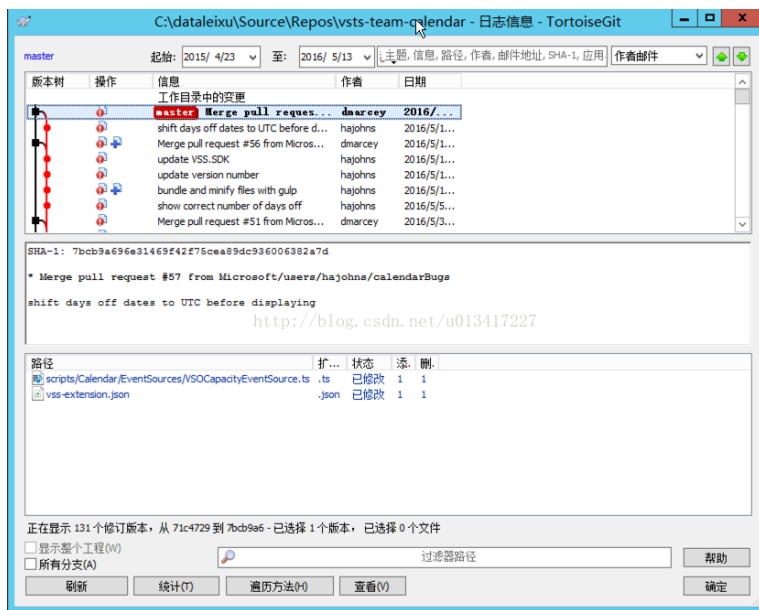 C:\dataleixu\Source\Repos\vsts-team-calendar - 日志信息 - TortoiseGit
master 起始: 2015/ 4/23 至: 2016/ 5/13 主题, 信息, 路径, 作者, 邮件地址, SHA-1, 应用 作者邮件
版本树 操作 信息 作者 日期
工作目录中的变更
master Merge pull reques... dmarcey 2016/...
shift days off dates to UTC before d... hajohns 2016/5/1...
Merge pull request #56 from Micros... dmarcey 2016/5/1...
update VSS.SDK hajohns 2016/5/1...
update version number hajohns 2016/5/1...
bundle and minify files with gulp hajohns 2016/5/1...
show correct number of days off hajohns 2016/5/5...
Merge pull request #51 from Micros... dmarcey 2016/5/3...
SHA-1: 7bcb9a696e31469f42f75cea89dc936006382a7d
* Merge pull request #57 from Microsoft/users/hajohns/calendarBugs
shift days off dates to UTC before displaying
http://blog.csdn.net/u013417227
路径 扩... 状态 添. 删.
scripts/Calendar/EventSources/VSOCapacityEventSource.ts .ts 已修改 1 1
vss-extension.json .json 已修改 1 1
正在显示 131 个修订版本，从 71c4729 到 7bcb9a6 - 已选择 1 个版本， 已选择 0 个文件
显示整个工程(W)
所有分支(A) 过滤器路径 帮助
刷新 统计(T) 遍历方法(H) 查看(V) 确定